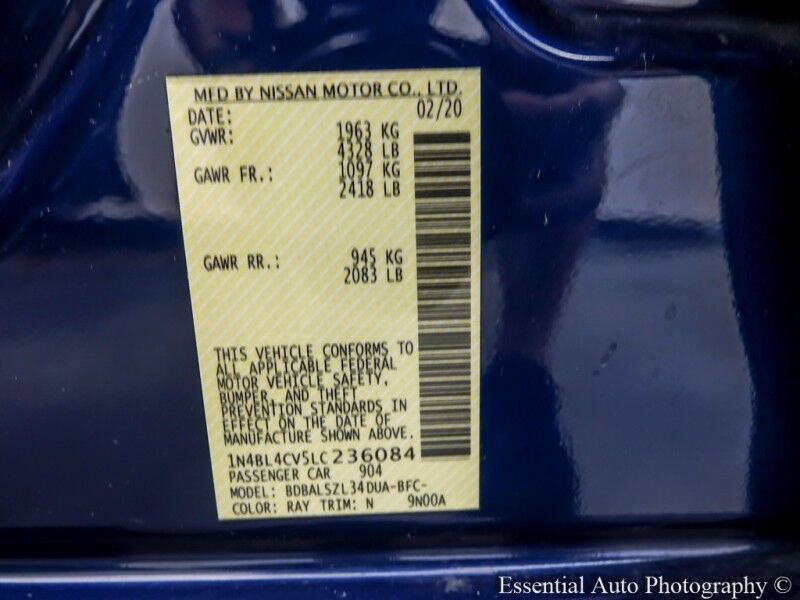 MFD BY NISSAN MOTOR CO., LTD.
DATE: 02/20
GVWR: 1963 KG
4328 LB
GAWR FR.: 1097 KG
2418 LB
GAWR RR.: 945 KG
2083 LB
THIS VEHICLE CONFORMS TO
ALL APPLICABLE FEDERAL
MOTOR VEHICLE SAFETY,
BUMPER, AND THEFT
PREVENTION STANDARDS IN
EFFECT ON THE DATE OF
MANUFACTURE SHOWN ABOVE.
1N4BL4CV5LC236084
PASSENGER CAR 904
MODEL: BDBALSZL34DUA-BFC-
COLOR: RAY TRIM: N 9N00A
Essential Auto Photography ©